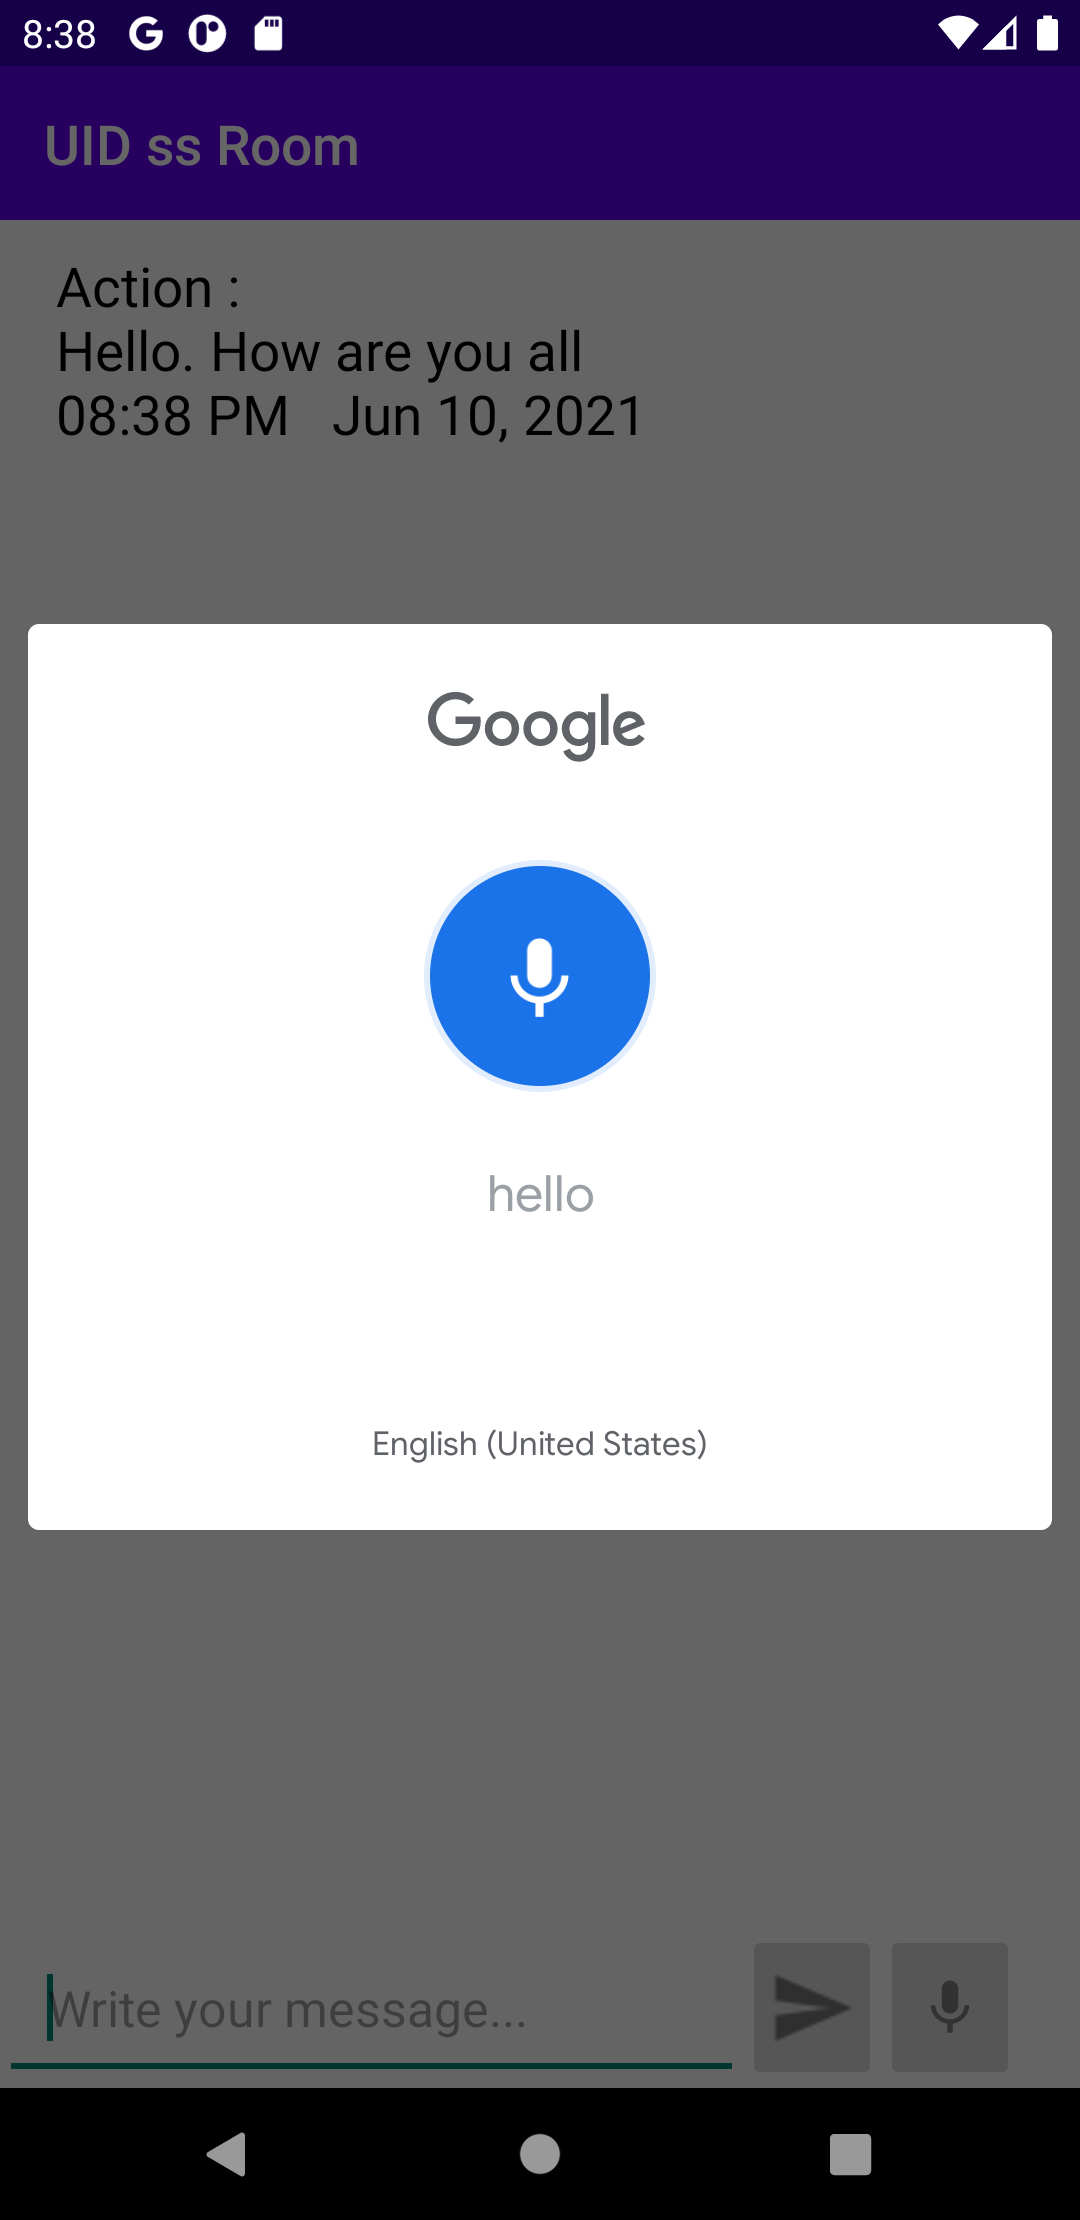 8:38
UID ss Room
Action :
Hello. How are you all
08:38 PM Jun 10, 2021
Google
hello
English (United States)
Write your message...